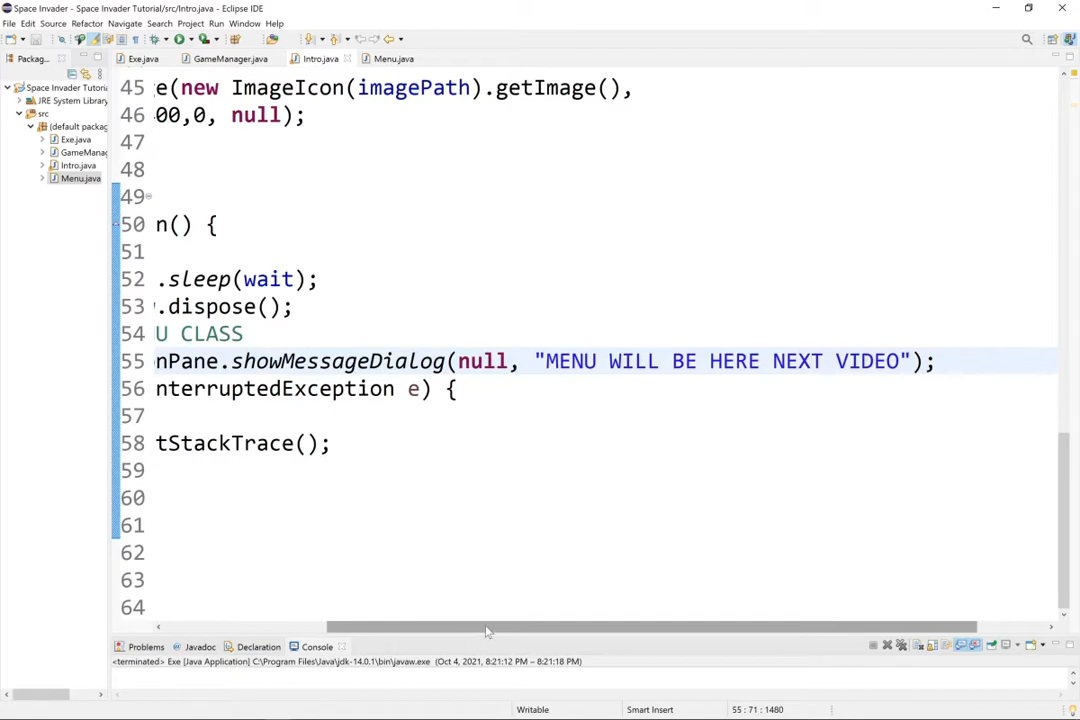 Space Invader - Space Invader Tutorial/src/Intro.java - Eclipse IDE
File Edit Source Refactor Navigate Search Project Run Window Help
Packag...
Exe.java GameManager.java Intro.java Menu.java
Space Invader Tutorial
JRE System Library
src
(default packag
Exe.java
GameManag
Intro.java
Menu.java
45 e(new ImageIcon(imagePath).getImage(),
46 00,0, null);
47
48
49
50 n() {
51
52 .sleep(wait);
53 .dispose();
54 U CLASS
55 nPane.showMessageDialog(null, "MENU WILL BE HERE NEXT VIDEO");
56 nterruptedException e) {
57
58 tStackTrace();
59
60
61
62
63
64
Problems Javadoc Declaration Console
<terminated> Exe [Java Application] C:\Program Files\Java\jdk-14.0.1\bin\javaw.exe (Oct 4, 2021, 8:21:12 PM – 8:21:18 PM)
Writable Smart Insert 55 : 71 : 1480